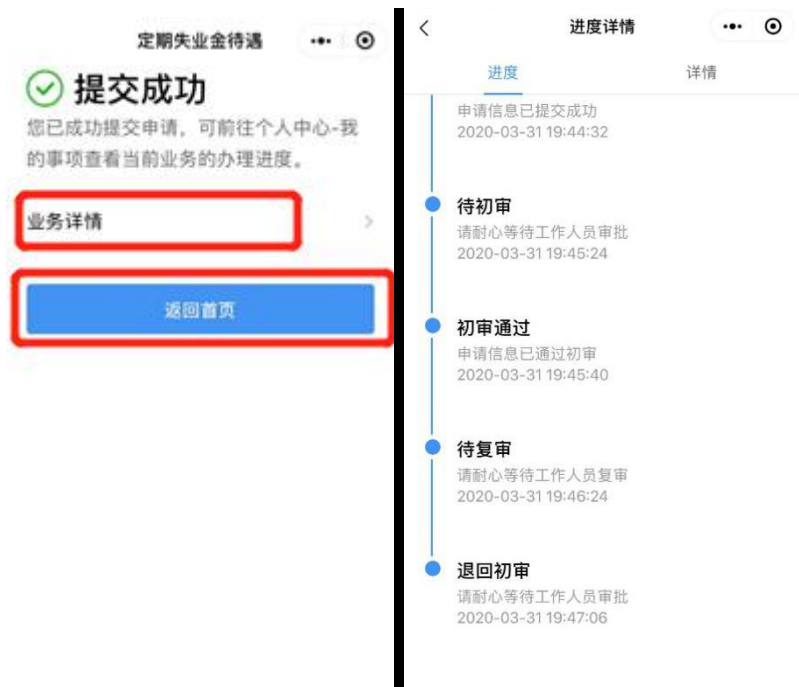 定期失业金待遇
提交成功
您已成功提交申请，可前往个人中心-我
的事项查看当前业务的办理进度。
业务详情
返回首页
进度详情
进度
详情
申请信息已提交成功
2020-03-31 19:44:32
待初审
请耐心等待工作人员审批
2020-03-31 19:45:24
初审通过
申请信息已通过初审
2020-03-31 19:45:40
待复审
请耐心等待工作人员复审
2020-03-31 19:46:24
退回初审
请耐心等待工作人员审批
2020-03-31 19:47:06